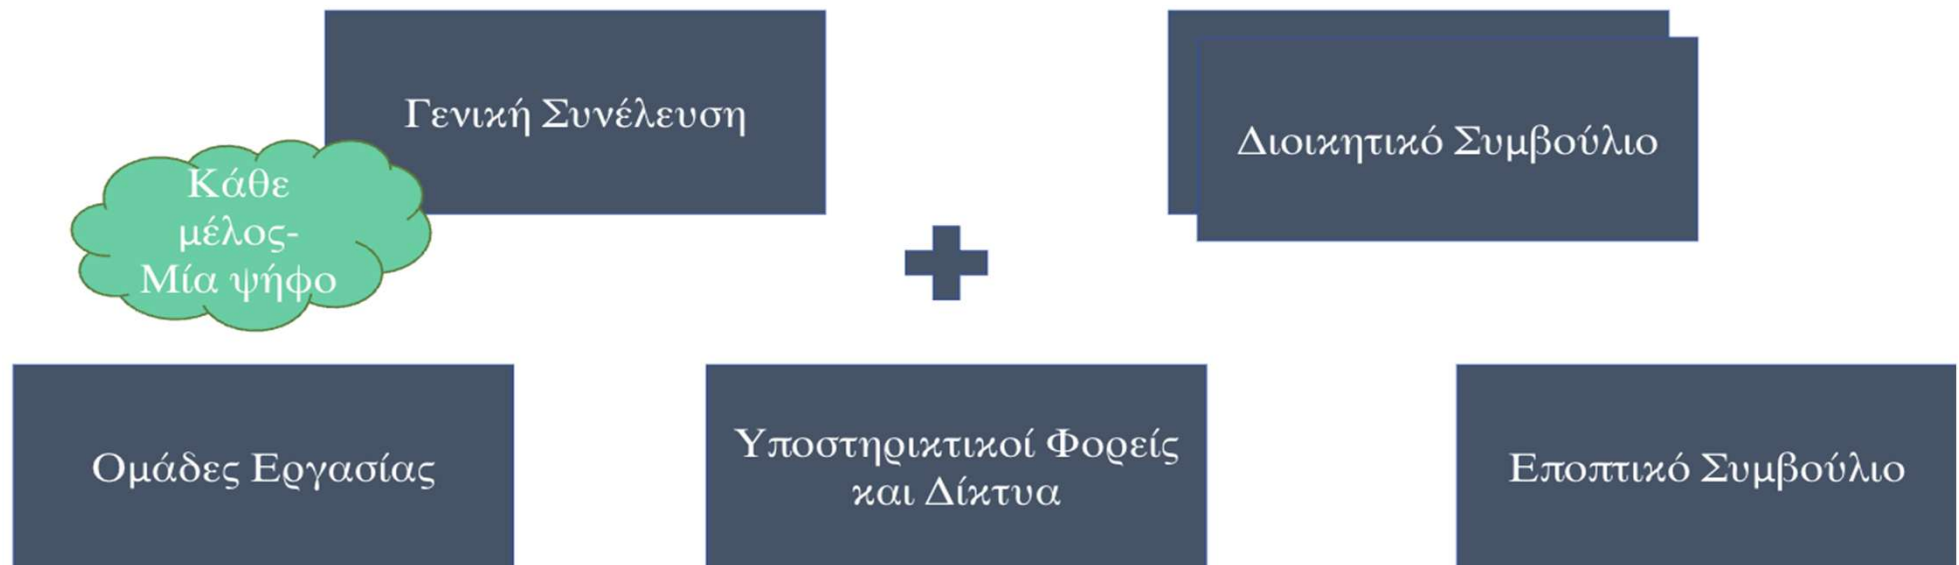 Γενική Συνέλευση
Διοικητικό Συμβούλιο
Κάθε
μέλος-
Μία ψήφο
Ομάδες Εργασίας
Υποστηρικτικοί Φορείς
και Δίκτυα
Εποπτικό Συμβούλιο